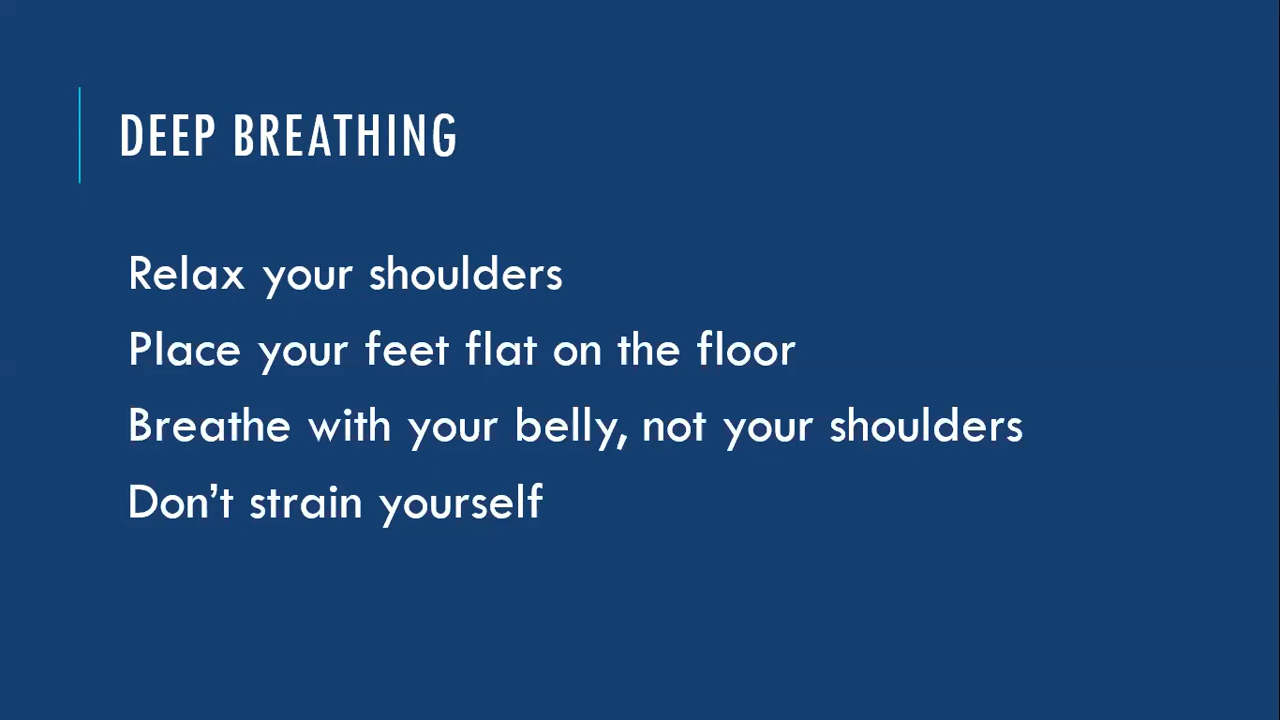 DEEP BREATHING
Relax your shoulders
Place your feet flat on the floor
Breathe with your belly, not your shoulders
Don’t strain yourself